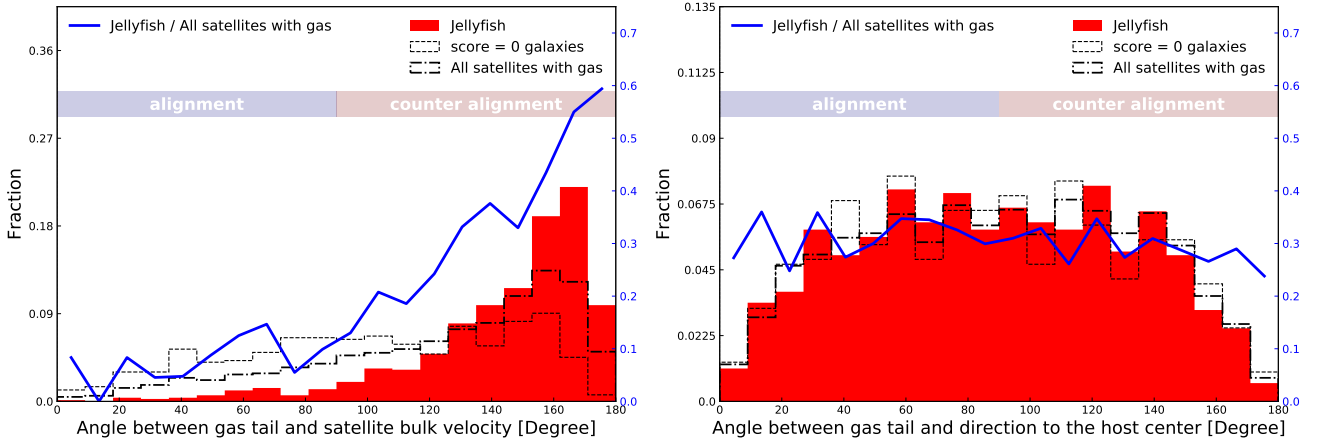 Jellyfish / All satellites with gas
Jellyfish
score = 0 galaxies
All satellites with gas
alignment
counter alignment
0.36
0.27
0.18
0.09
0.0
0.7
0.6
0.5
0.4
0.3
0.2
0.1
0.0
Fraction
0 20 40 60 80 100 120 140 160 180
Angle between gas tail and satellite bulk velocity [Degree]
Jellyfish / All satellites with gas
Jellyfish
score = 0 galaxies
All satellites with gas
alignment
counter alignment
0.135
0.1125
0.09
0.0675
0.045
0.0225
0.0
0.7
0.6
0.5
0.4
0.3
0.2
0.1
0.0
Fraction
0 20 40 60 80 100 120 140 160 180
Angle between gas tail and direction to the host center [Degree]